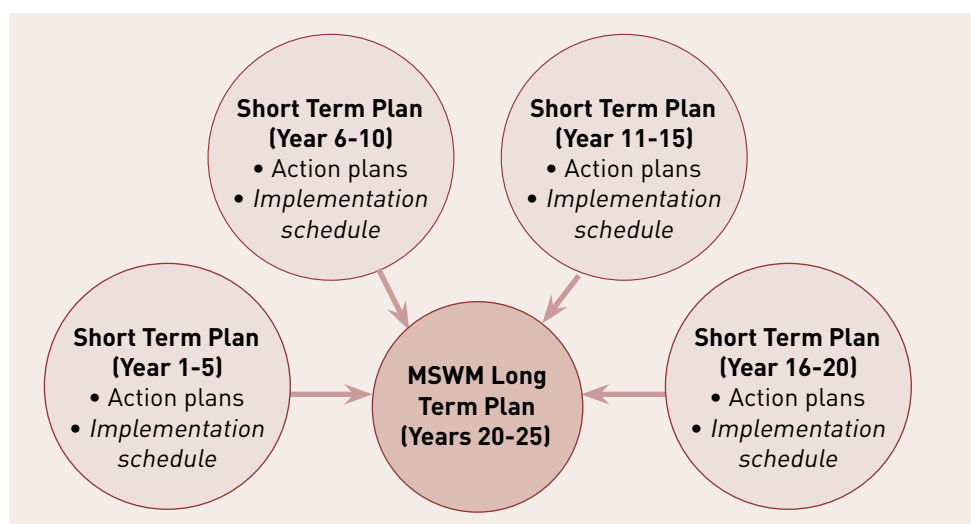 Short Term Plan
(Year 6-10)
• Action plans
• Implementation
schedule
Short Term Plan
(Year 11-15)
• Action plans
• Implementation
schedule
Short Term Plan
(Year 1-5)
• Action plans
• Implementation
schedule
MSWM Long
Term Plan
(Years 20-25)
Short Term Plan
(Year 16-20)
• Action plans
• Implementation
schedule